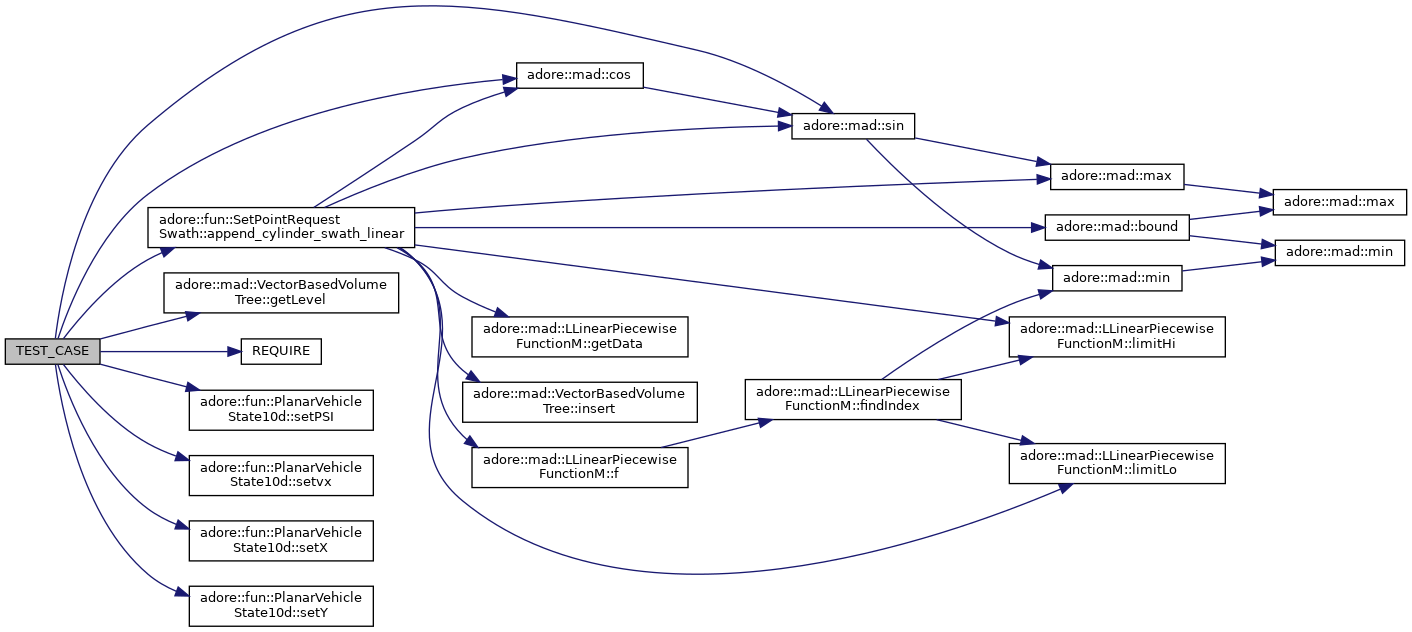 TEST_CASE
adore::mad::cos
adore::mad::sin
adore::mad::max
adore::mad::max
adore::fun::SetPointRequest
Swath::append_cylinder_swath_linear
adore::mad::bound
adore::mad::min
adore::mad::min
adore::mad::VectorBasedVolume
Tree::getLevel
adore::mad::LLinearPiecewise
FunctionM::getData
adore::mad::LLinearPiecewise
FunctionM::limitHi
REQUIRE
adore::fun::PlanarVehicle
State10d::setPSI
adore::mad::VectorBasedVolume
Tree::insert
adore::mad::LLinearPiecewise
FunctionM::findIndex
adore::fun::PlanarVehicle
State10d::setvx
adore::mad::LLinearPiecewise
FunctionM::f
adore::mad::LLinearPiecewise
FunctionM::limitLo
adore::fun::PlanarVehicle
State10d::setX
adore::fun::PlanarVehicle
State10d::setY